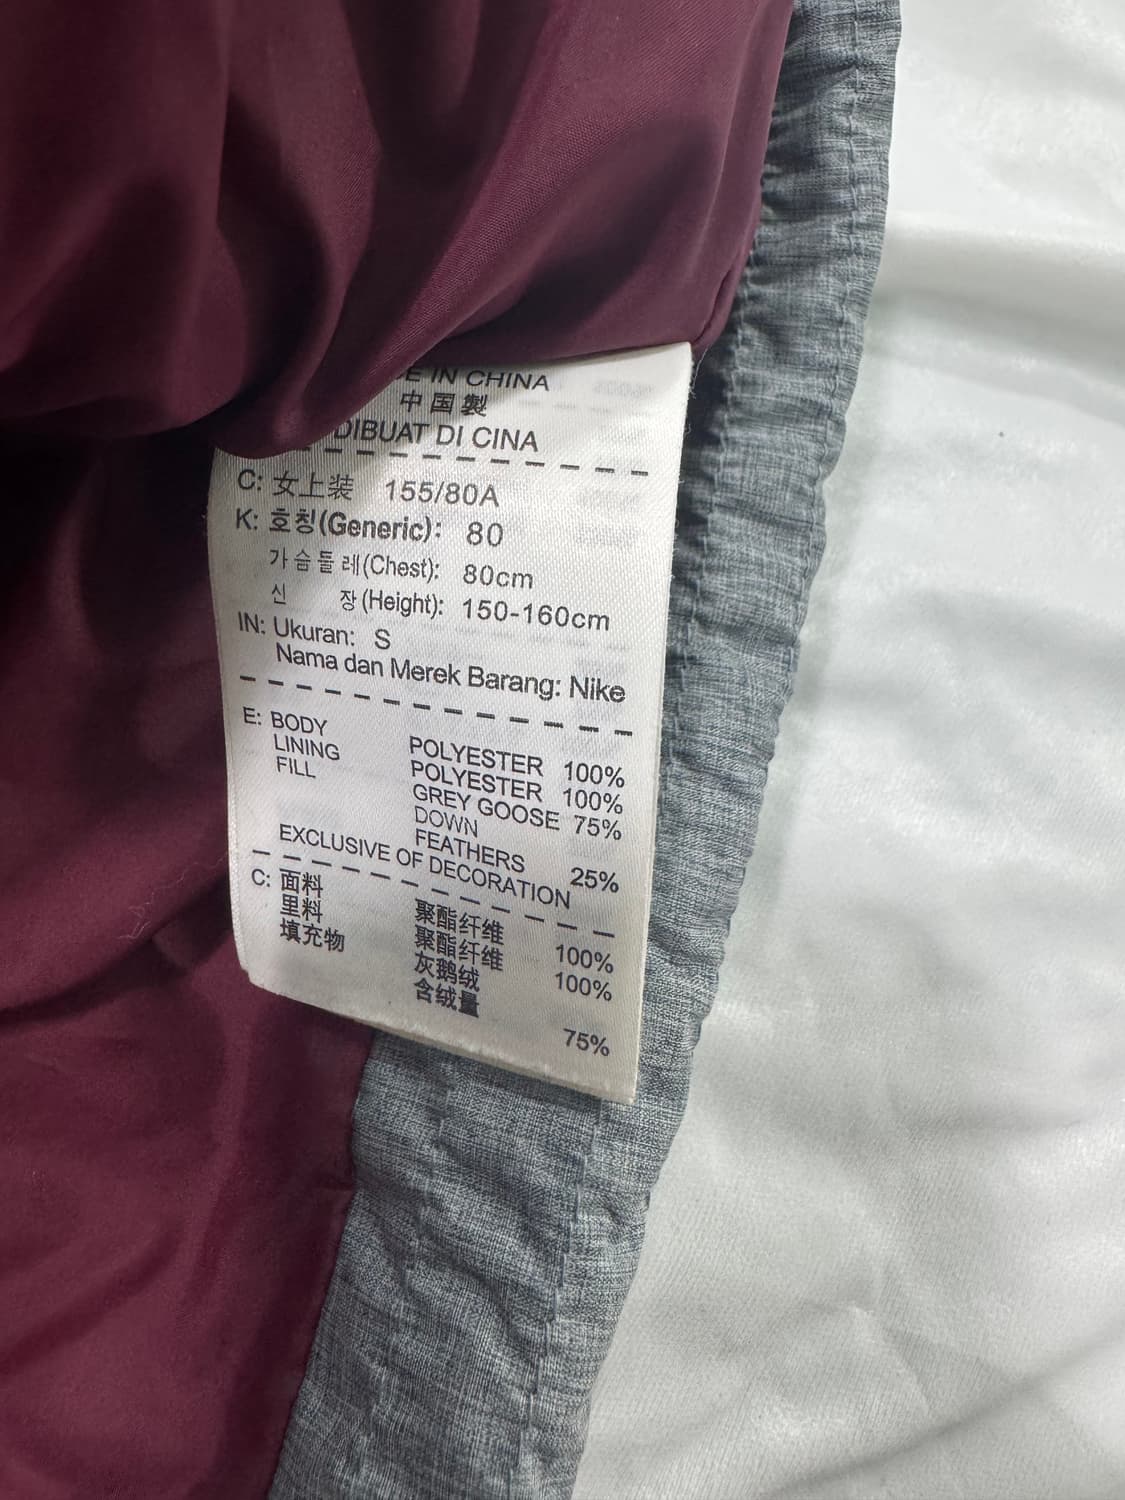 E IN CHINA
中国製
DIBUAT DI CINA
C: 女上装 155/80A
K: 호칭(Generic): 80
가슴둘레(Chest): 80cm
신 장(Height): 150-160cm
IN: Ukuran: S
Nama dan Merek Barang: Nike
E: BODY POLYESTER 100%
LINING POLYESTER 100%
FILL GREY GOOSE 75%
DOWN
FEATHERS 25%
EXCLUSIVE OF DECORATION
C: 面料 聚酯纤维 100%
里料 聚酯纤维 100%
填充物 灰鹅绒
含绒量 75%